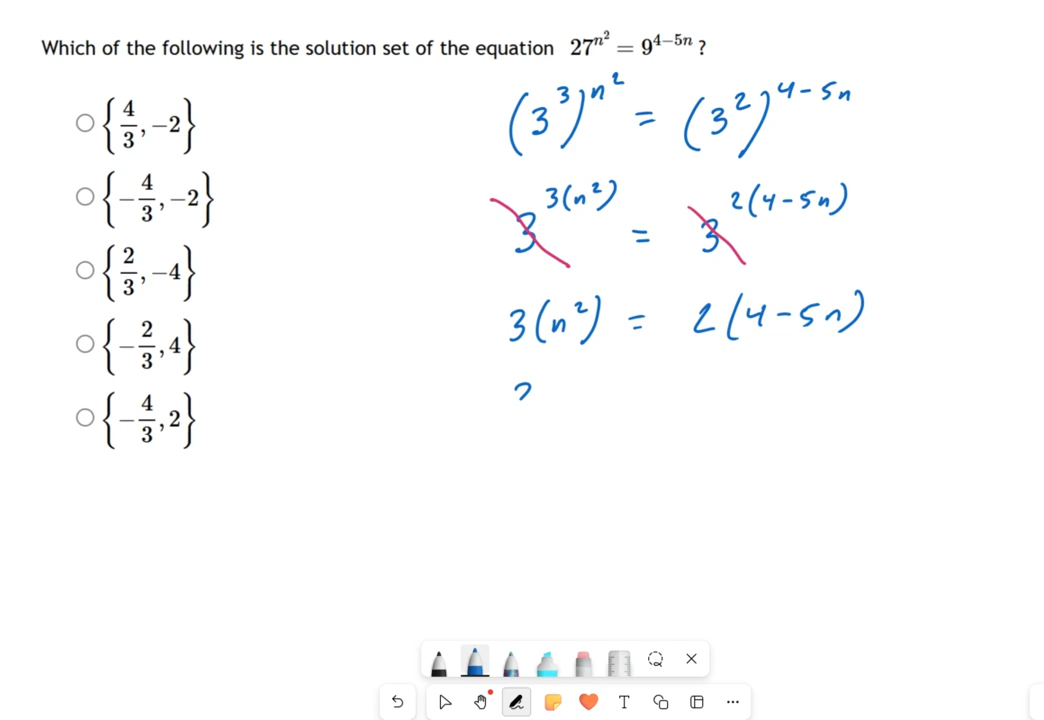 Which of the following is the solution set of the equation 27^{n^2} = 9^{4−5n} ?
{4/3, −2}
{−4/3, −2}
{2/3, −4}
{−2/3, 4}
{−4/3, 2}
(3^3)^{n^2} = (3^2)^{4-5n}
3^{3(n^2)} = 3^{2(4-5n)}
3(n^2) = 2(4-5n)
T